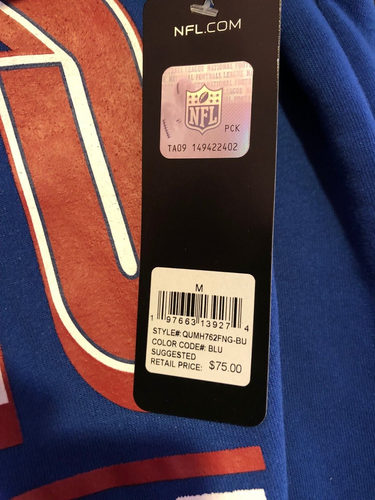 NFL.COM
NFL
PCK
TA09 149422402
M
1 97663 13927 4
STYLE#: QUMH762FNG-BU
COLOR CODE#: BLU
SUGGESTED
RETAIL PRICE: $75.00